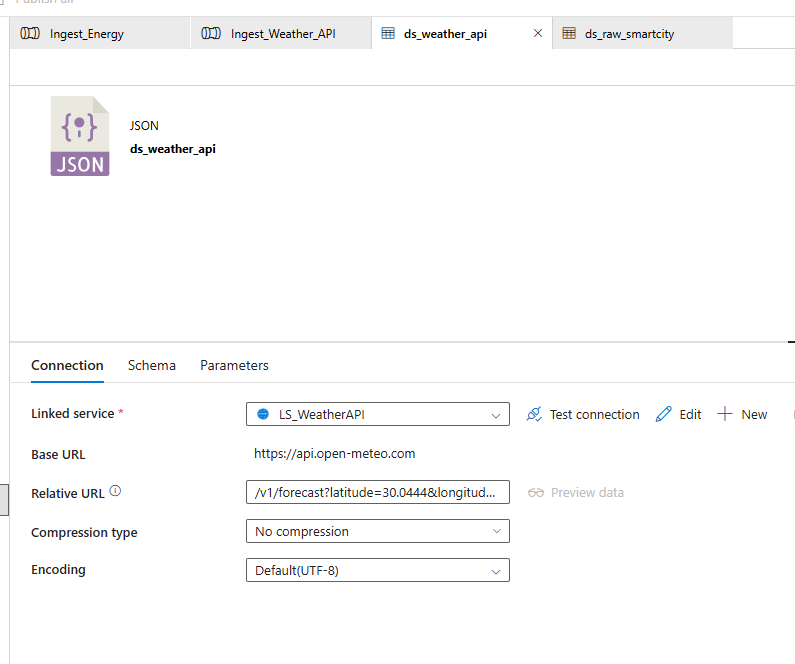 Publish all
Ingest_Energy
Ingest_Weather_API
ds_weather_api
ds_raw_smartcity
JSON
JSON
ds_weather_api
Connection
Schema
Parameters
Linked service *
LS_WeatherAPI
Test connection
Edit
New
Base URL
https://api.open-meteo.com
Relative URL
/v1/forecast?latitude=30.0444&longitud...
Preview data
Compression type
No compression
Encoding
Default(UTF-8)